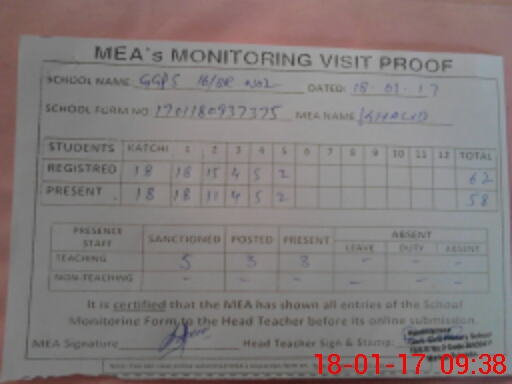 MEA's MONITORING VISIT PROOF
SCHOOL NAME: GGPS 16/BR NO2 DATED: 18-01-17
SCHOOL FORM NO 1701180937375 MEA NAME KHALID
STUDENTS KATCHI 1 2 3 4 5 6 7 8 9 10 11 12 TOTAL
REGISTRED 18 18 15 4 5 2 62
PRESENT 18 18 11 4 5 2 58
PRESENCE STAFF SANCTIONED POSTED PRESENT ABSENT
LEAVE DUTY ABSENT
TEACHING 5 3 3 - - -
NON-TEACHING - - - - - -
It is certified that the MEA has shown all entries of the School
Monitoring Form to the Head Teacher before its online submission.
MEA Signature Head Teacher Sign & Stamp:
18-01-17 09:38